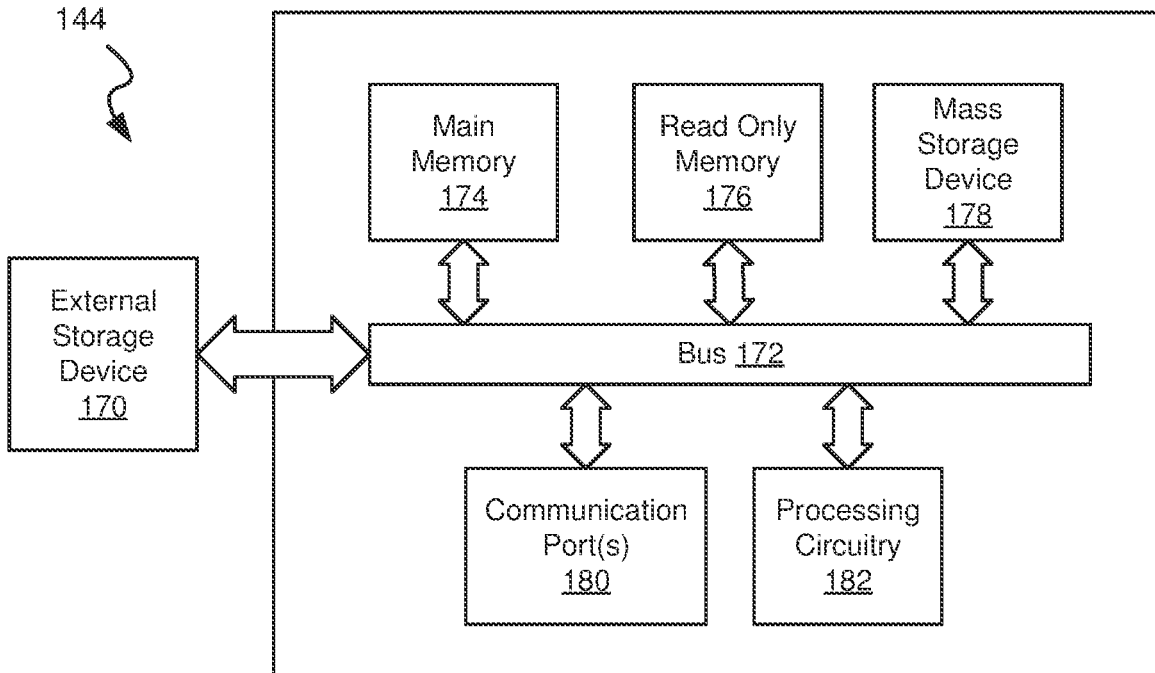 144
Main
Memory
174
Read Only
Memory
176
Mass
Storage
Device
178
External
Storage
Device
170
Bus 172
Communication
Port(s)
180
Processing
Circuitry
182